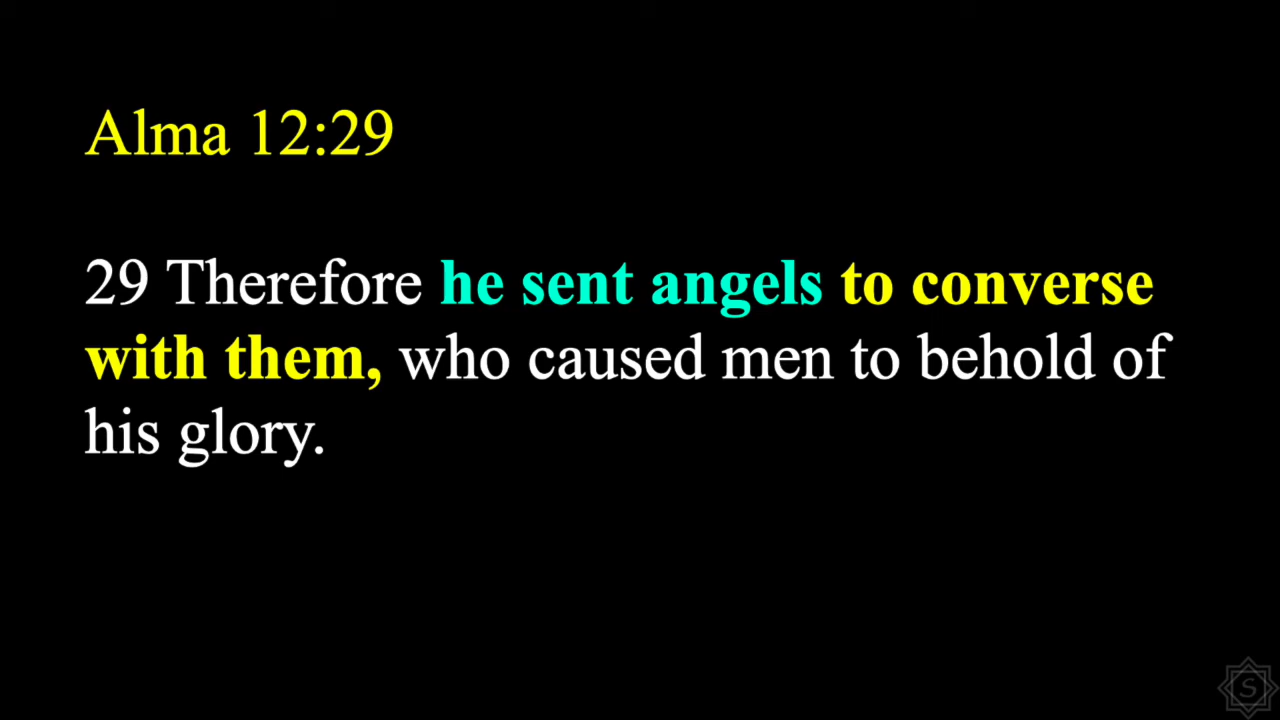 Alma 12:29
29 Therefore he sent angels to converse
with them, who caused men to behold of
his glory.
S